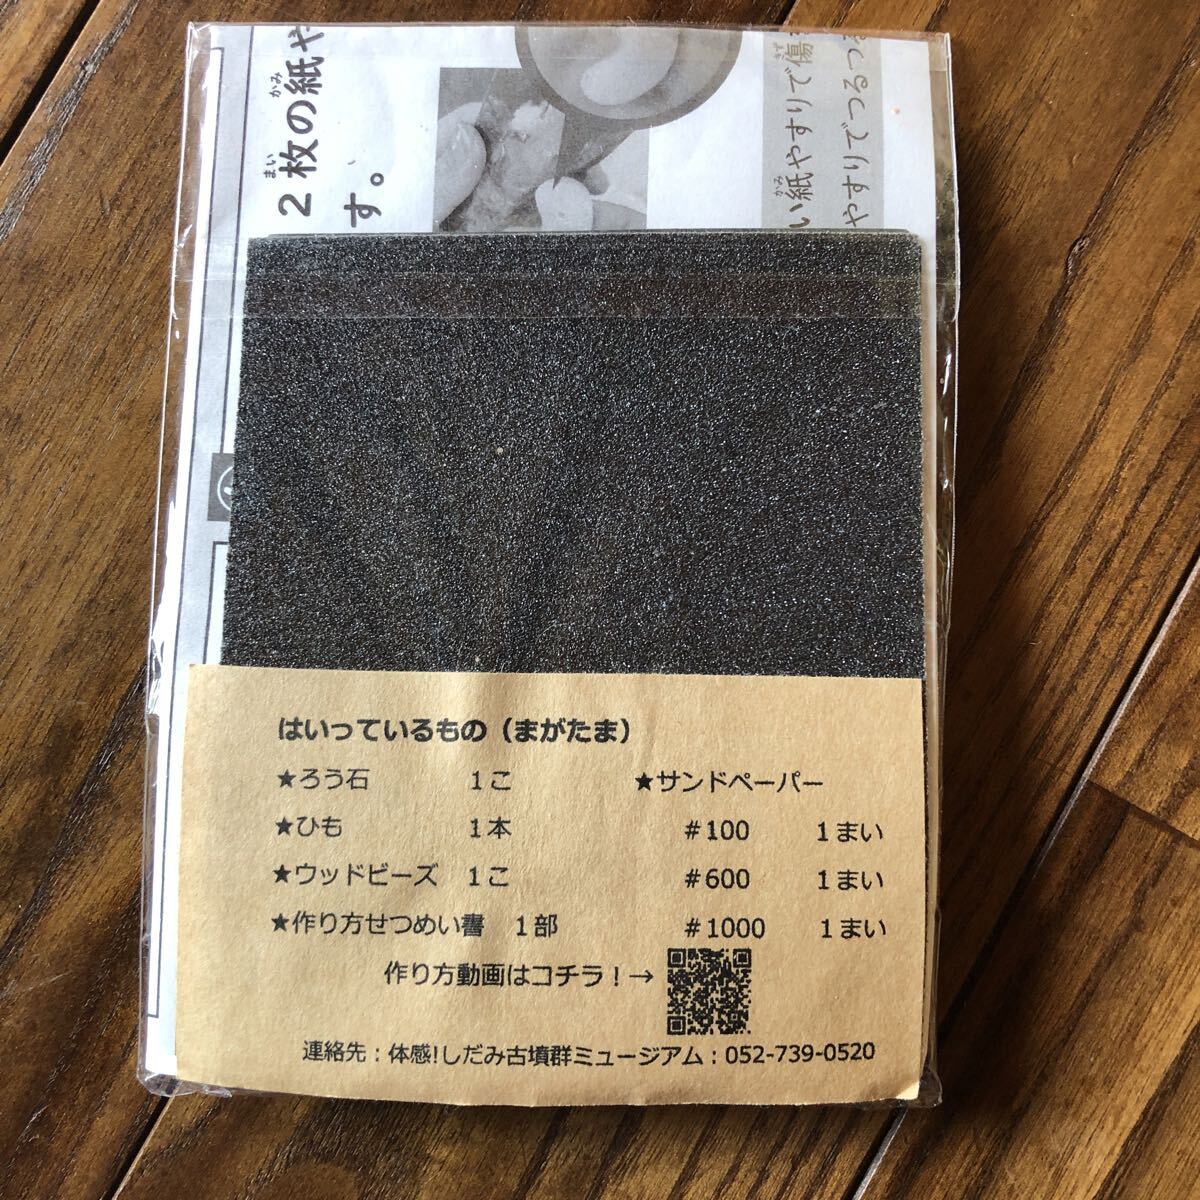 2枚の紙や
す。
い紙やすりで傷
やすりでつるつ
はいっているもの（まがたま）
★ろう石 1こ
★ひも 1本
★ウッドビーズ 1こ
★作り方せつめい書 1部
★サンドペーパー
＃100 1まい
＃600 1まい
＃1000 1まい
作り方動画はコチラ！→
連絡先：体感!しだみ古墳群ミュージアム：052-739-0520